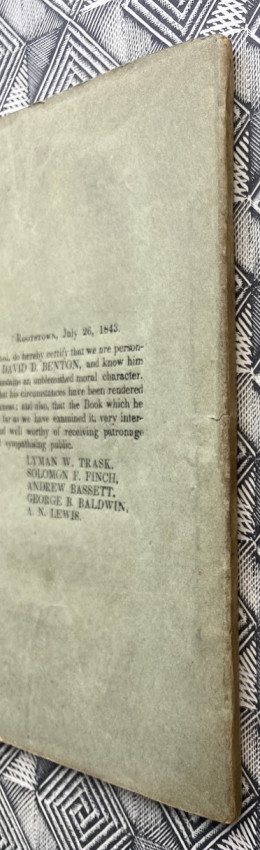 Rootstown, July 26, 1843.
do hereby certify that we are person-
DAVID D. BENTON, and know him
an unblemished moral character.
hat his circumstances have been rendered
and also, that the Book which he
far as we have examined it, very inter-
well worthy of receiving patronage
sympathising public.
LYMAN W. TRASK,
SOLOMON F. FINCH,
ANDREW BASSETT,
GEORGE B. BALDWIN,
A. N. LEWIS.